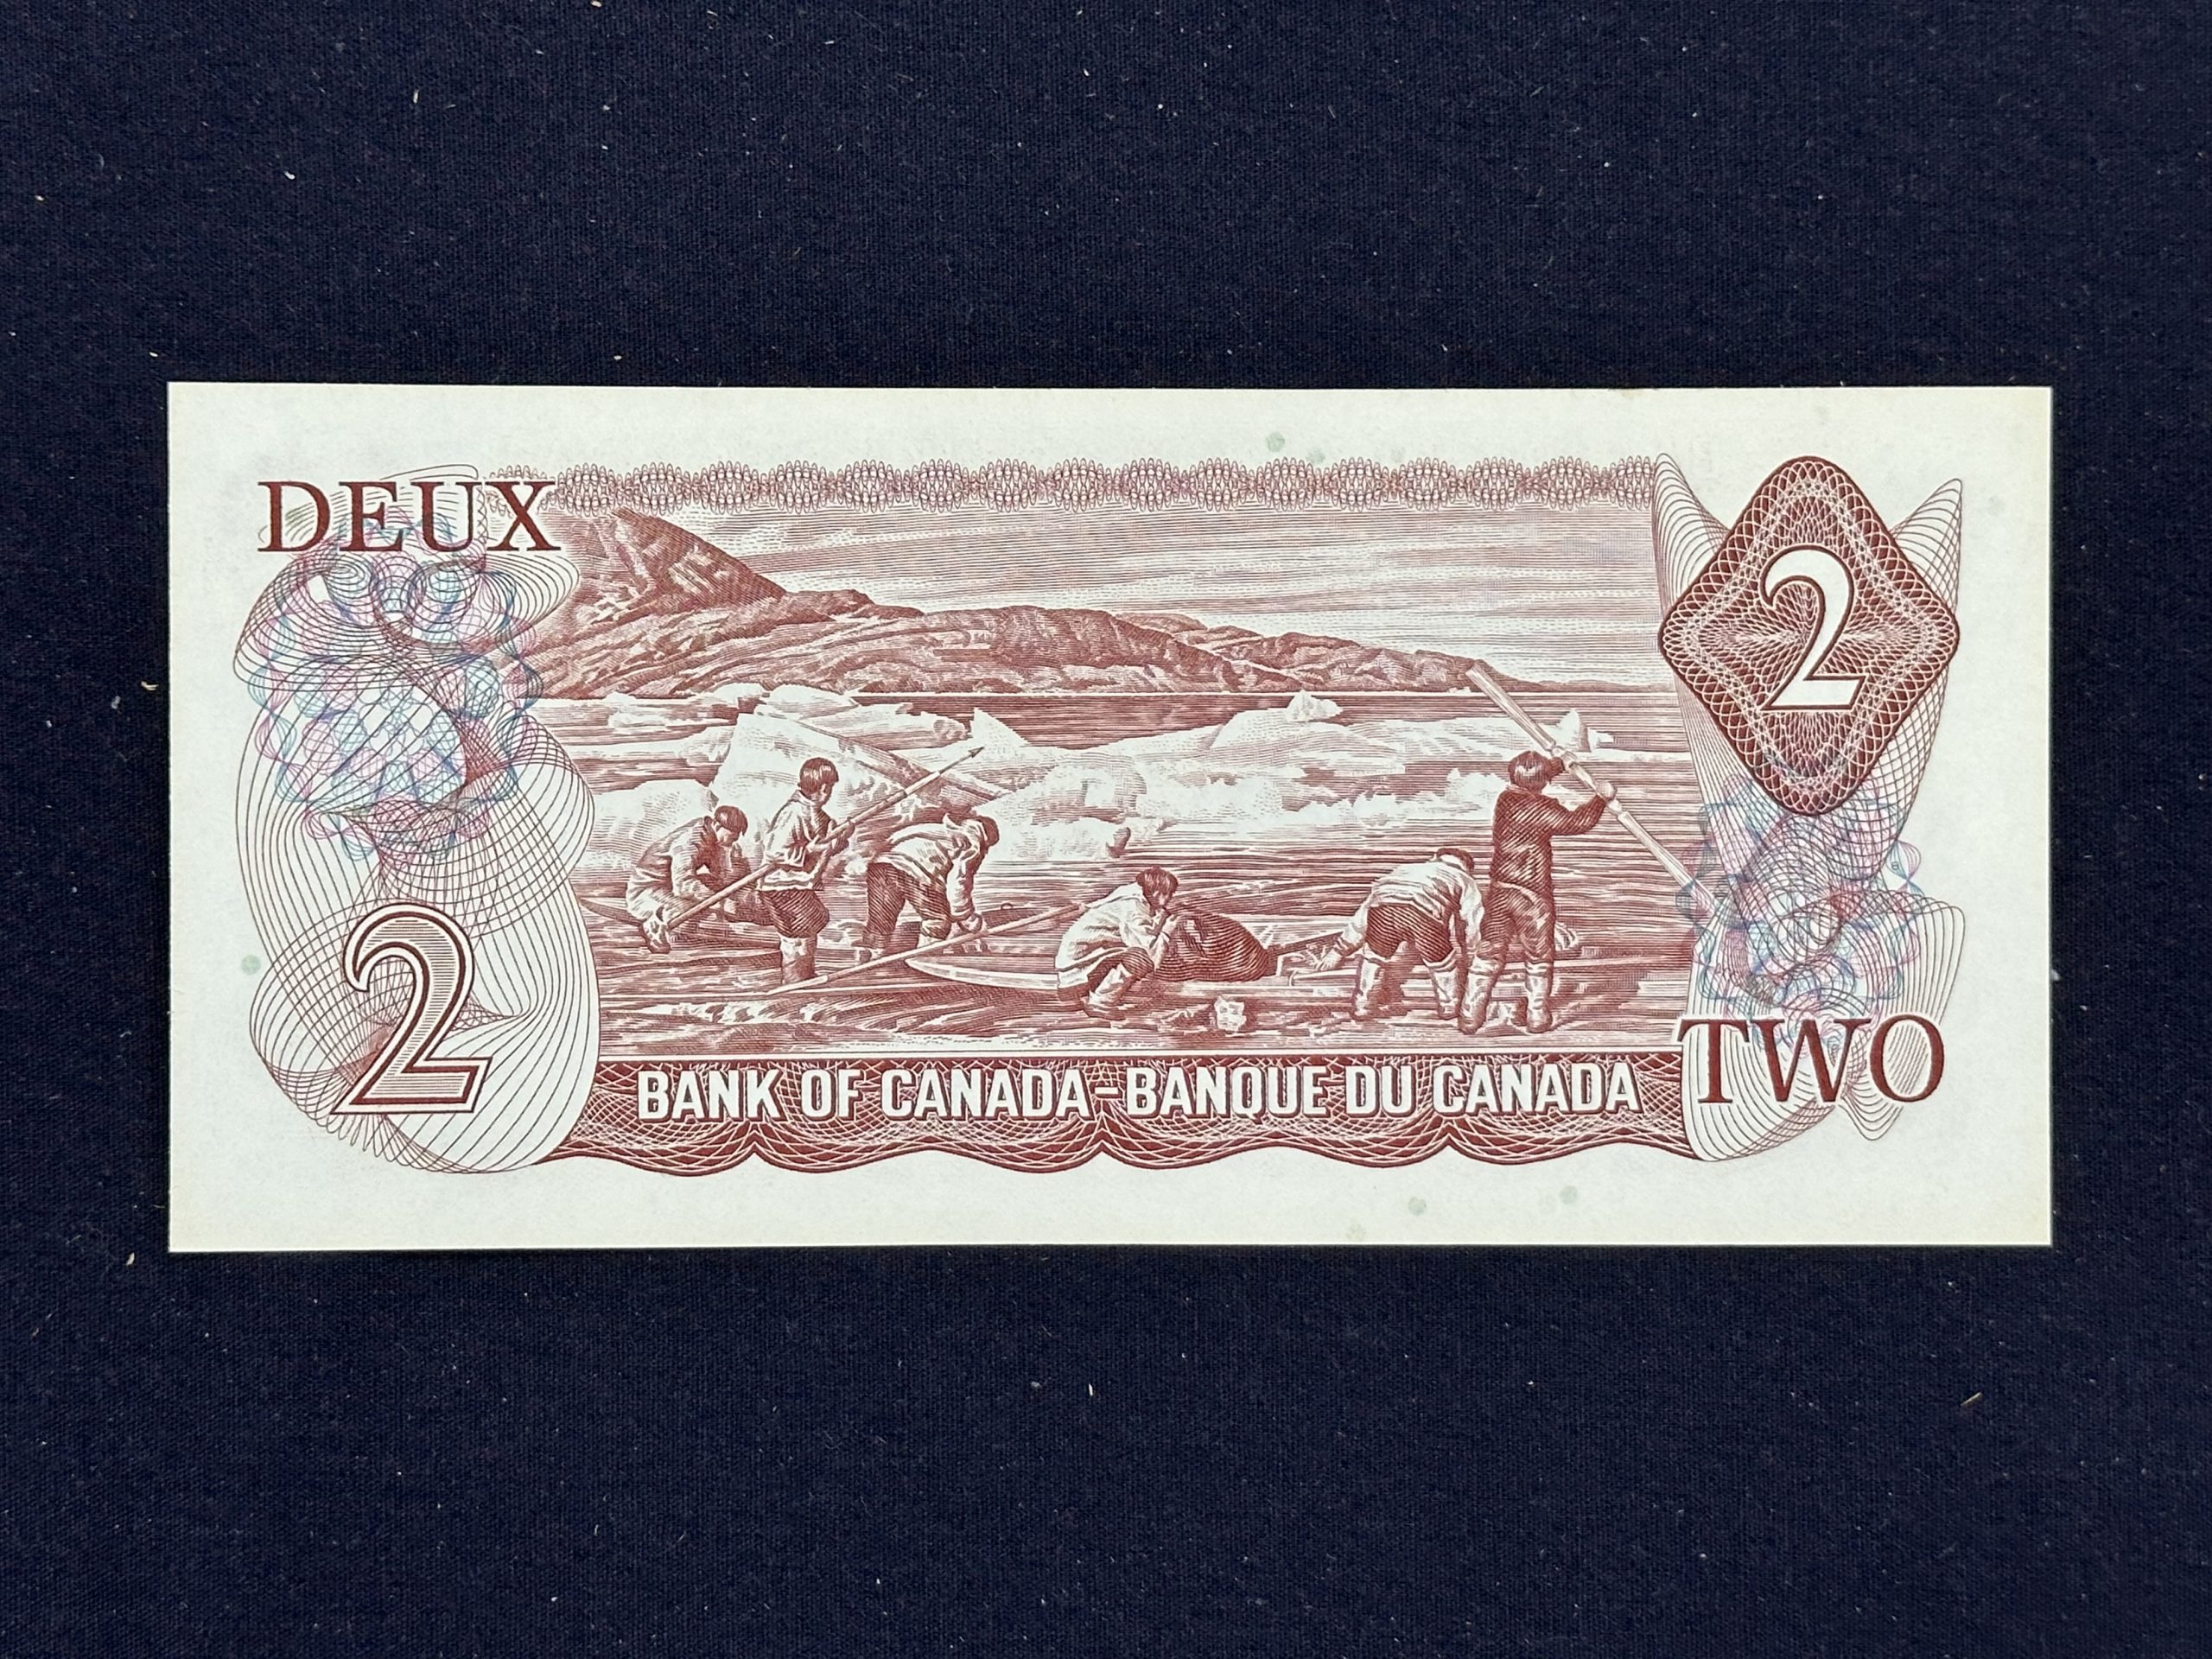 DEUX
2
2
BANK OF CANADA-BANQUE DU CANADA
TWO